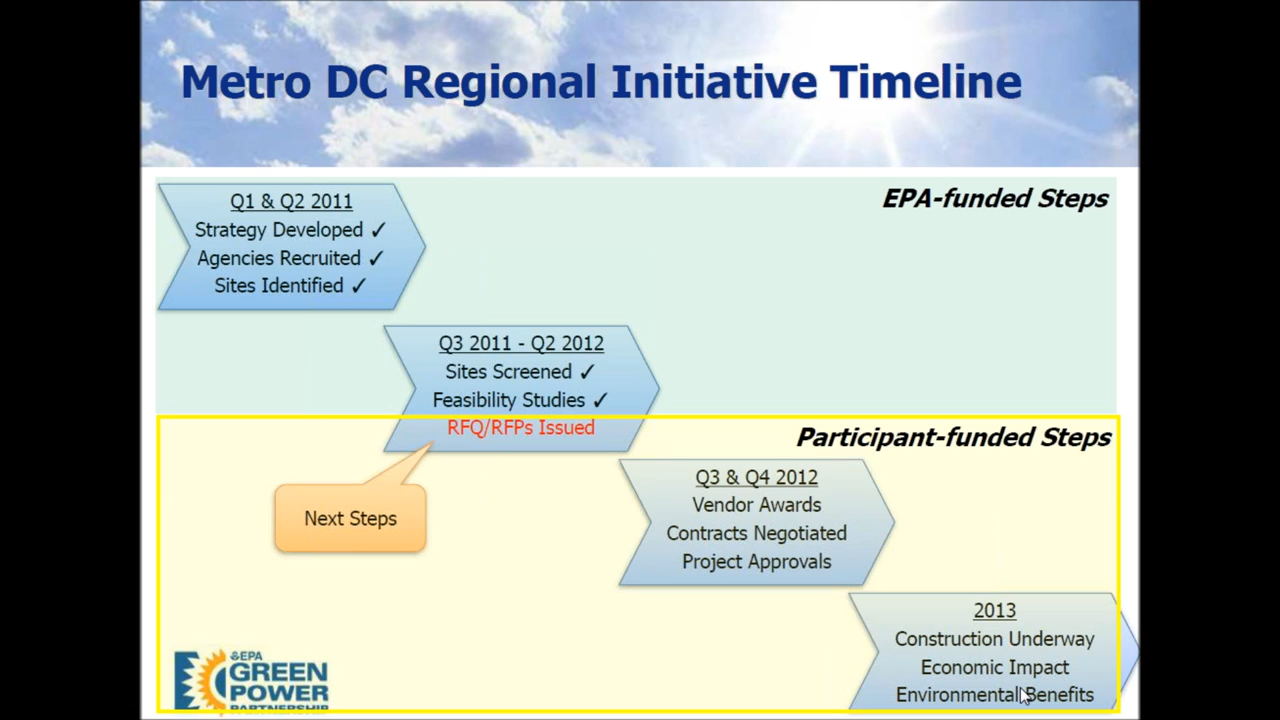 Metro DC Regional Initiative Timeline
EPA-funded Steps
Q1 & Q2 2011
Strategy Developed ✓
Agencies Recruited ✓
Sites Identified ✓
Q3 2011 - Q2 2012
Sites Screened ✓
Feasibility Studies ✓
RFQ/RFPs Issued
Participant-funded Steps
Next Steps
Q3 & Q4 2012
Vendor Awards
Contracts Negotiated
Project Approvals
2013
Construction Underway
Economic Impact
Environmental Benefits
EPA
GREEN
POWER
PARTNERSHIP